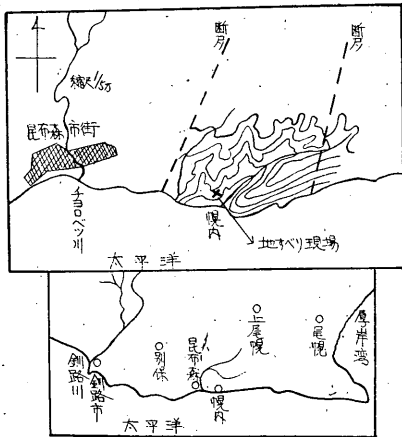 縮尺1/5万
昆布森市街
チヨロベツ川
断層
断層
幌内
地すべり現場
太平洋
釧路川
釧路市
別保
昆布森
上尾幌
幌内
尾幌
厚岸湾
太平洋